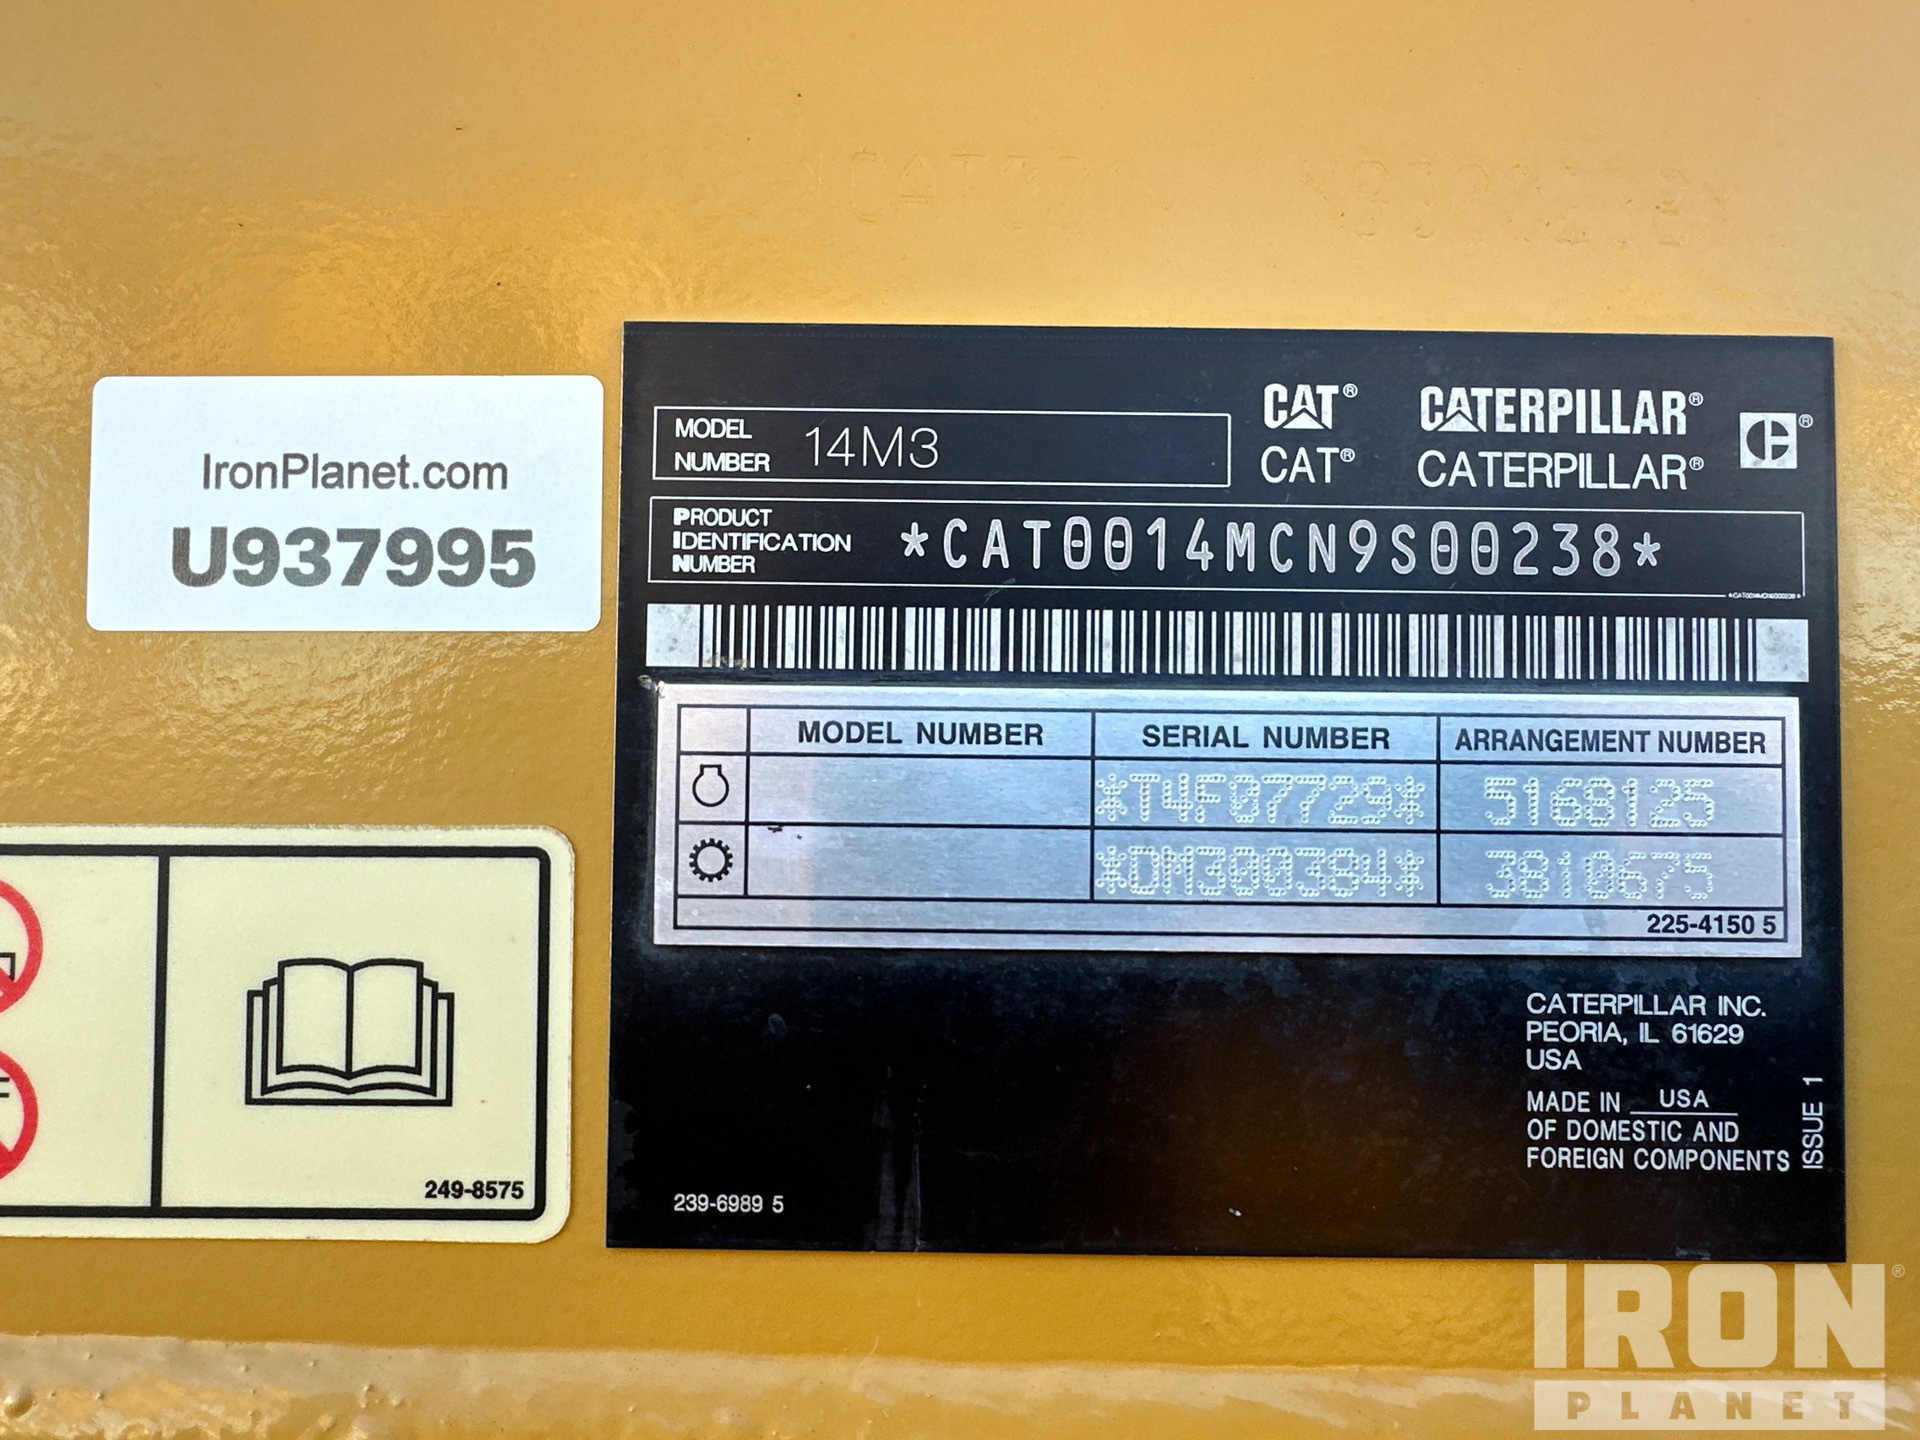 IronPlanet.com
U937995
MODEL NUMBER 14M3
CAT® CATERPILLAR® ®
CAT® CATERPILLAR®
PRODUCT IDENTIFICATION NUMBER *CAT0014MCN9S00238*
*CAT0014MCN9S00238*
MODEL NUMBER SERIAL NUMBER ARRANGEMENT NUMBER
*T4F07729* 5168125
*DM300384* 3810675
225-4150 5
CATERPILLAR INC.
PEORIA, IL 61629
USA
MADE IN USA
OF DOMESTIC AND
FOREIGN COMPONENTS
ISSUE 1
239-6989 5
249-8575
IRON®
PLANET